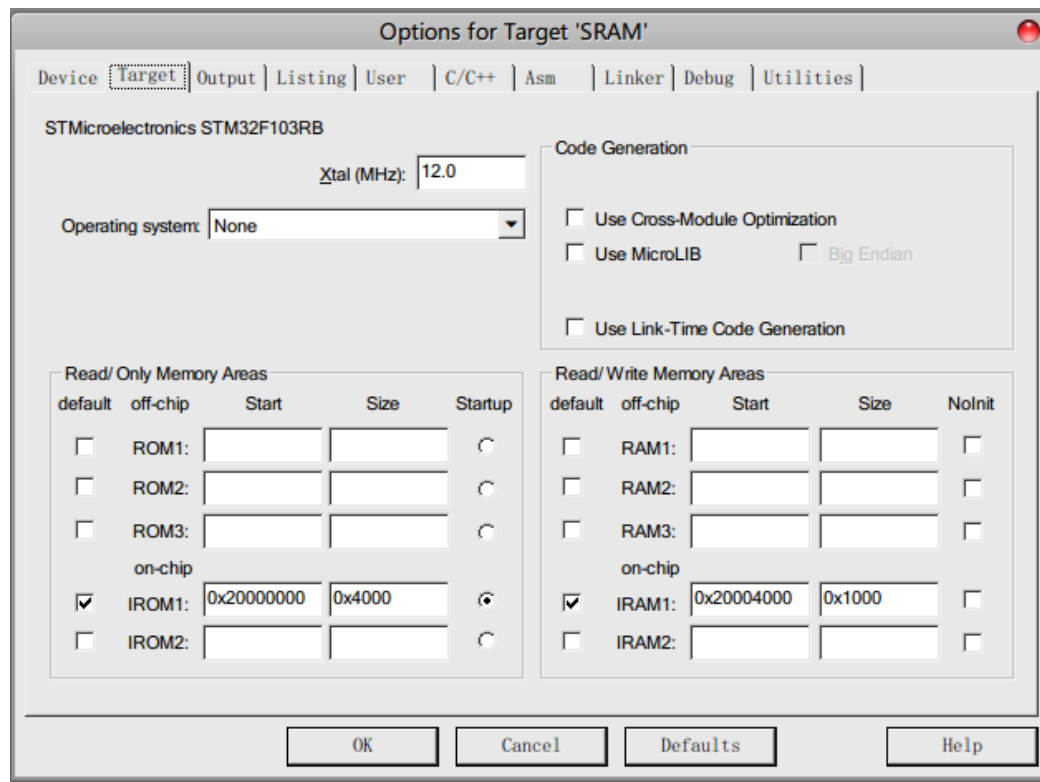 Options for Target 'SRAM'
Device Target Output Listing User C/C++ Asm Linker Debug Utilities
STMicroelectronics STM32F103RB
Xtal (MHz): 12.0
Operating system: None
Code Generation
Use Cross-Module Optimization
Use MicroLIB Big Endian
Use Link-Time Code Generation
Read/Only Memory Areas
default off-chip Start Size Startup
ROM1:
ROM2:
ROM3:
on-chip
IROM1: 0x20000000 0x4000
IROM2:
Read/Write Memory Areas
default off-chip Start Size NoInit
RAM1:
RAM2:
RAM3:
on-chip
IRAM1: 0x20004000 0x1000
IRAM2:
OK Cancel Defaults Help